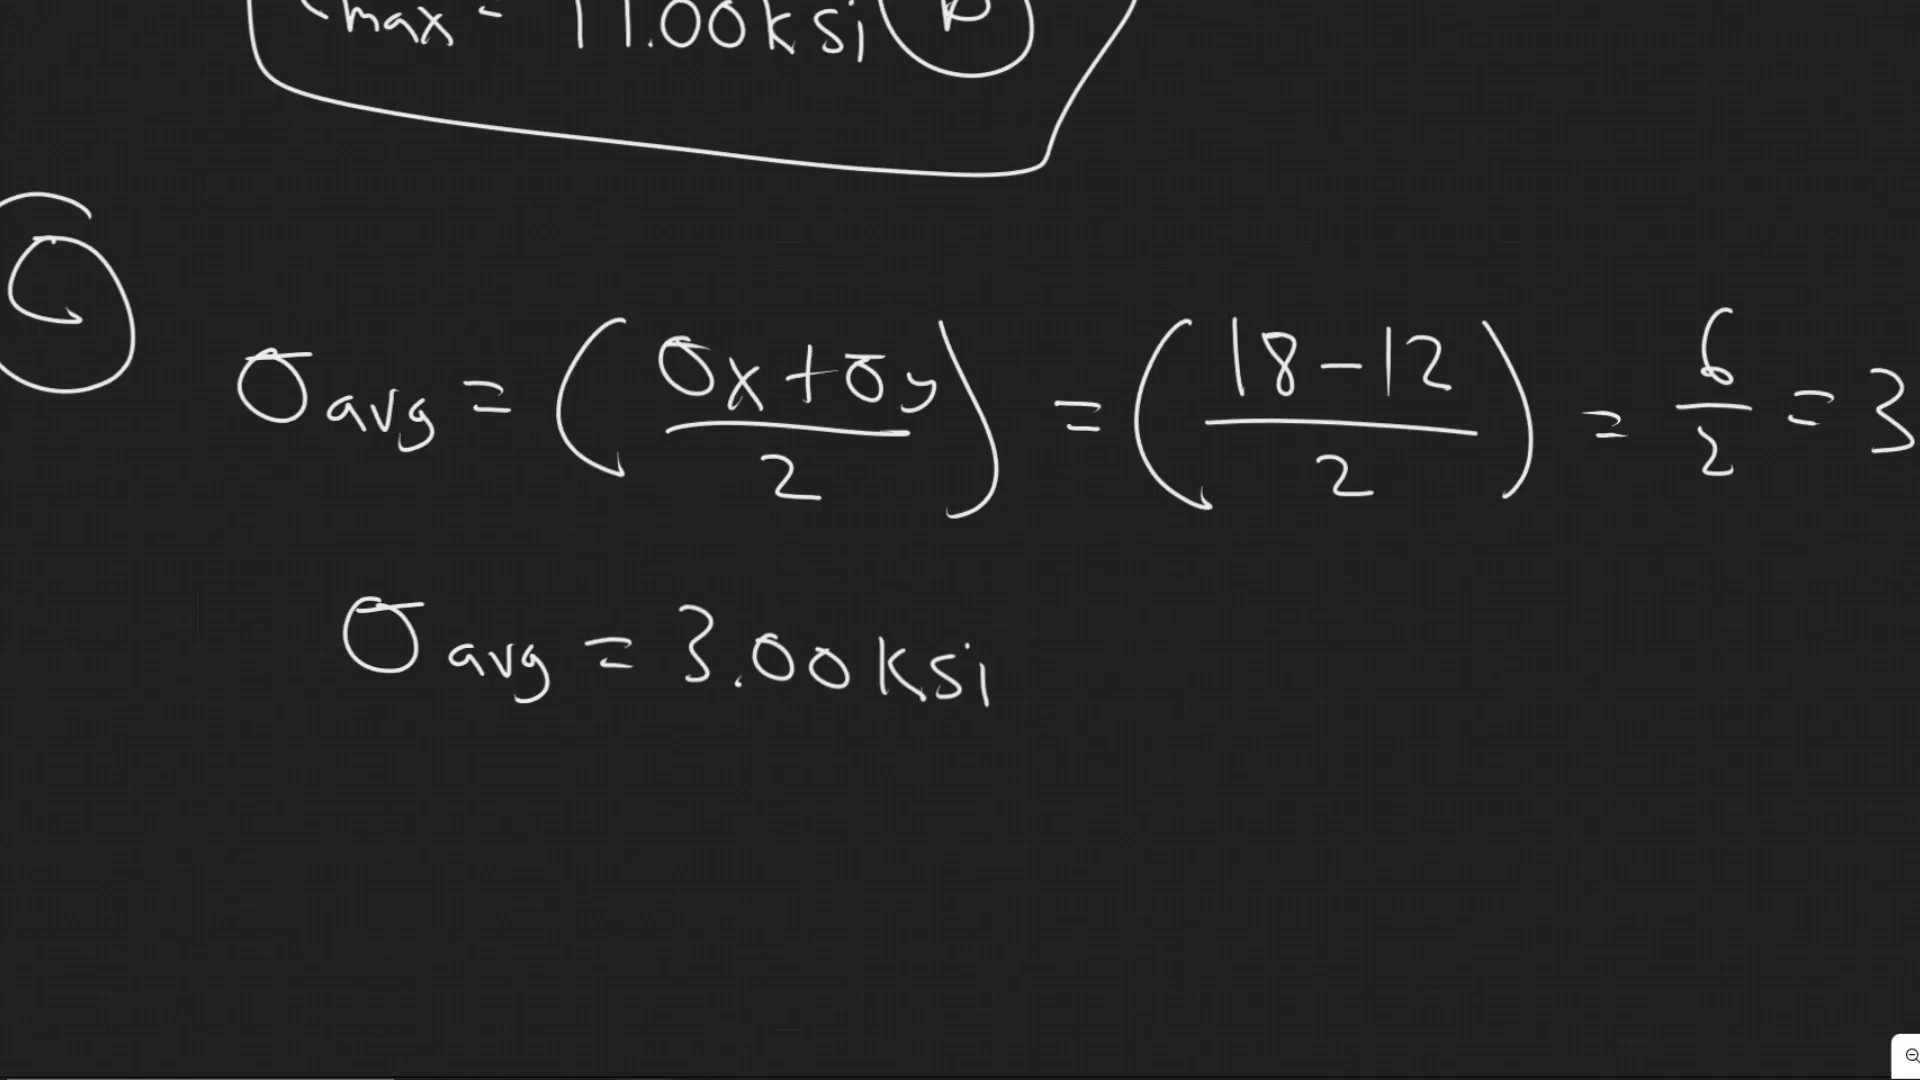 τmax = 11.00 ksi b
c
σavg = (σx+σy/2) = (18-12/2) = 6/2 = 3
σavg = 3.00 ksi